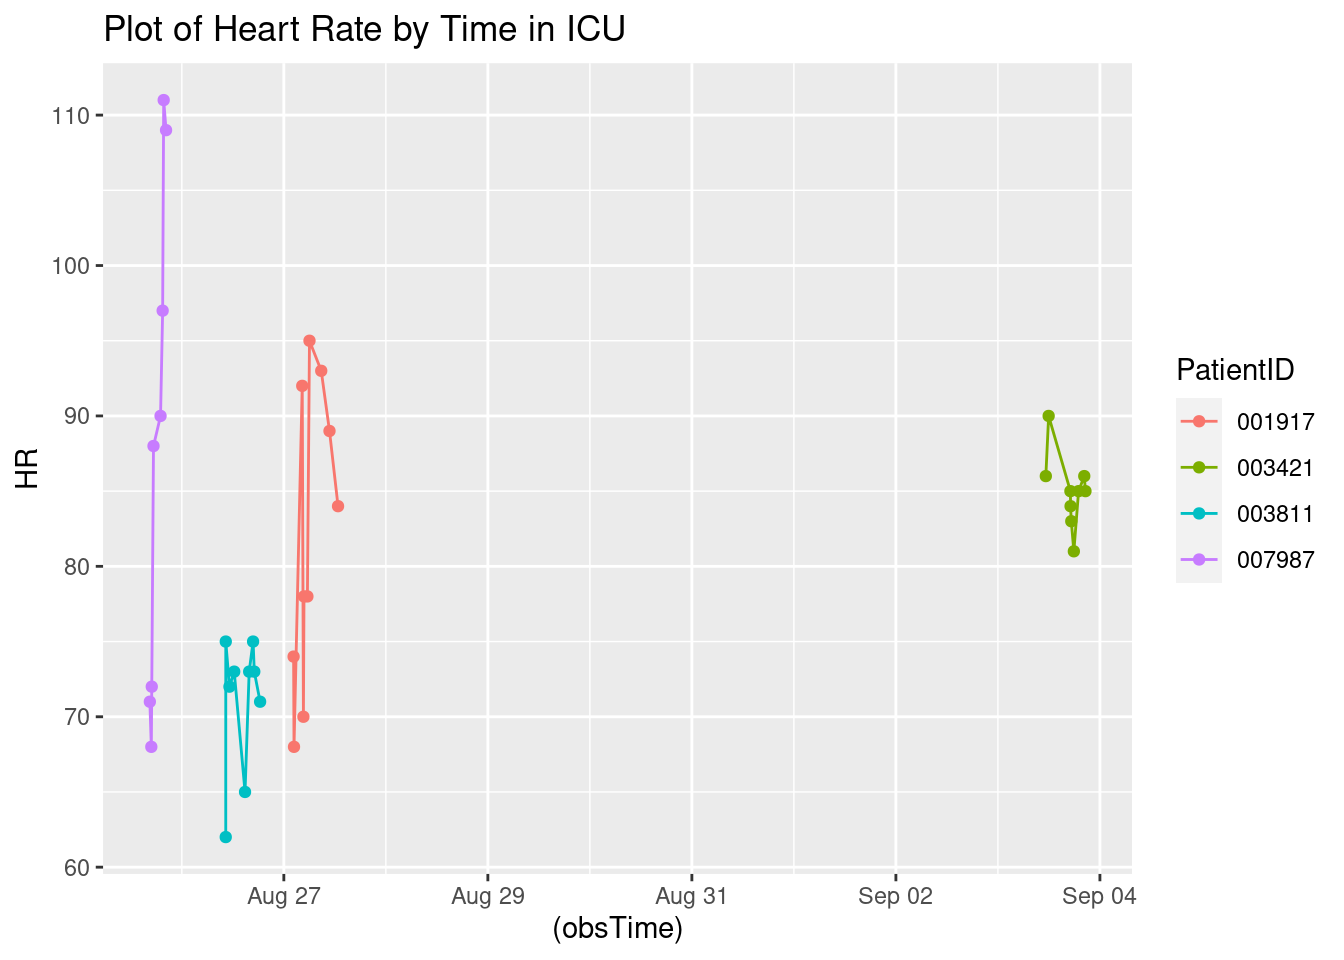 Plot of Heart Rate by Time in ICU
110
100
90
80
70
60
HR
Aug 27 Aug 29 Aug 31 Sep 02 Sep 04
(obsTime)
PatientID
001917
003421
003811
007987